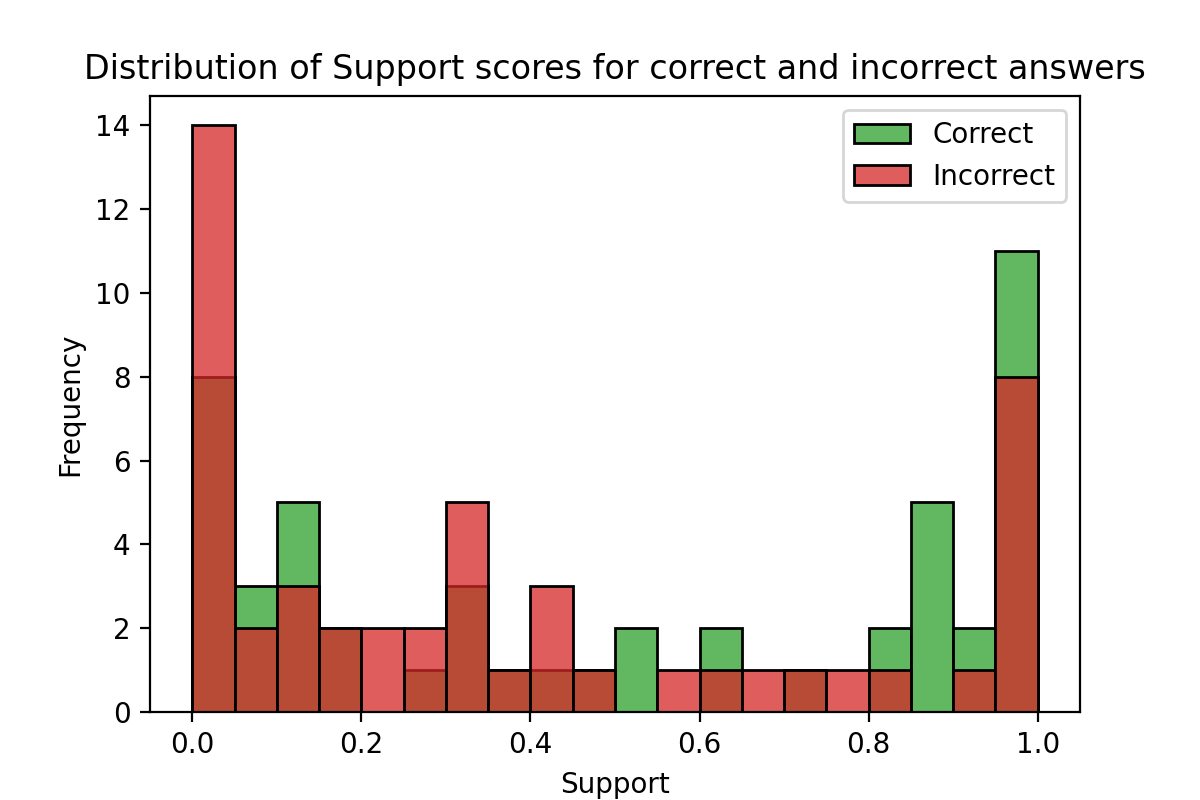 Distribution of Support scores for correct and incorrect answers
Correct
Incorrect
14
12
10
8
6
4
2
0
Frequency
0.0 0.2 0.4 0.6 0.8 1.0
Support